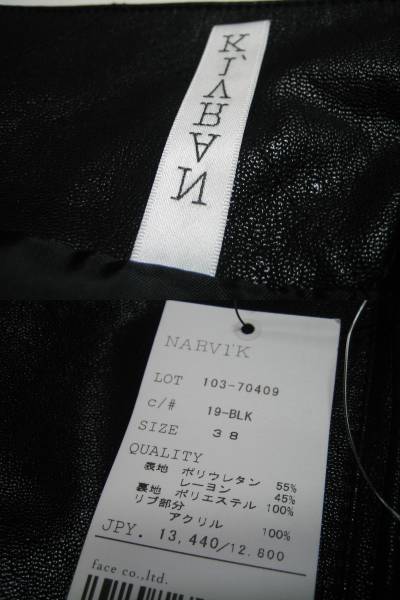 NARVI'K
NARVI'K
LOT 103-70409
c/# 19-BLK
SIZE 38
QUALITY
表地 ポリウレタン 55%
レーヨン 45%
裏地 ポリエステル 100%
リブ部分
アクリル 100%
JPY. 13,440/12,800
face co.,ltd.